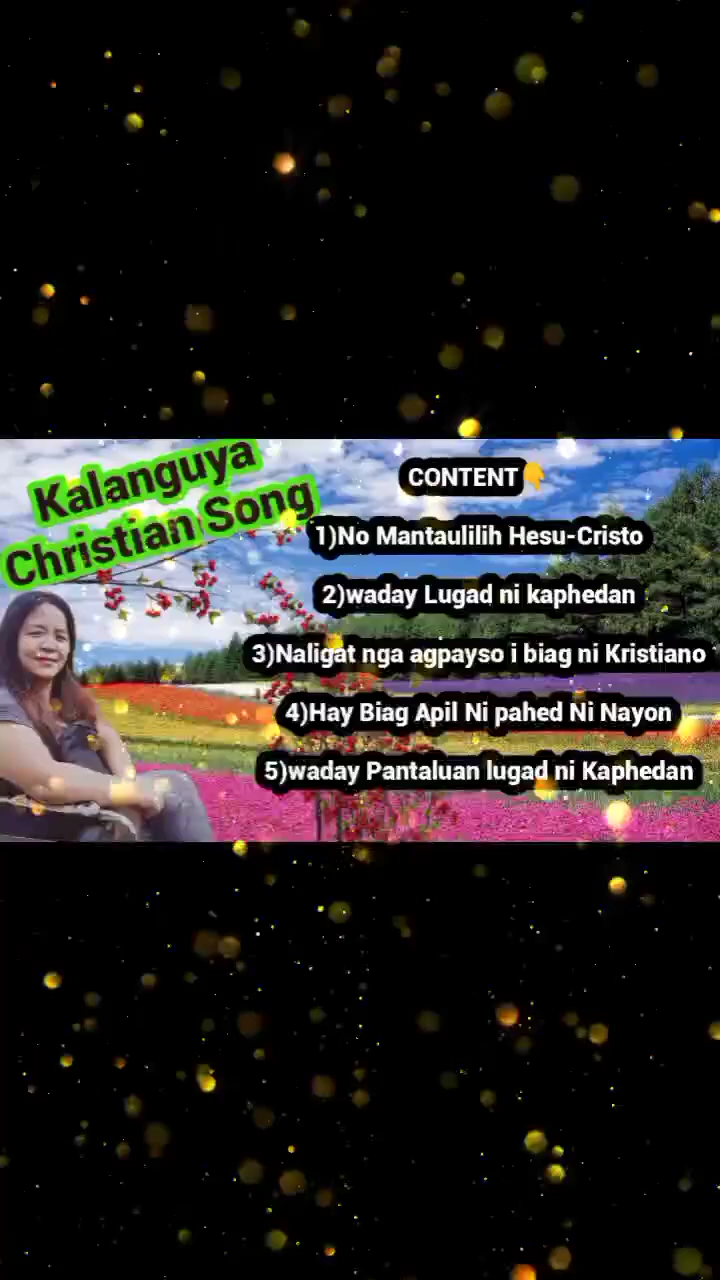 Kalanguya
Christian Song
CONTENT👇
1)No Mantaulilih Hesu-Cristo
2)waday Lugad ni kaphedan
3)Naligat nga agpayso i biag ni Kristiano
4)Hay Biag Apil Ni pahed Ni Nayon
5)waday Pantaluan lugad ni Kaphedan